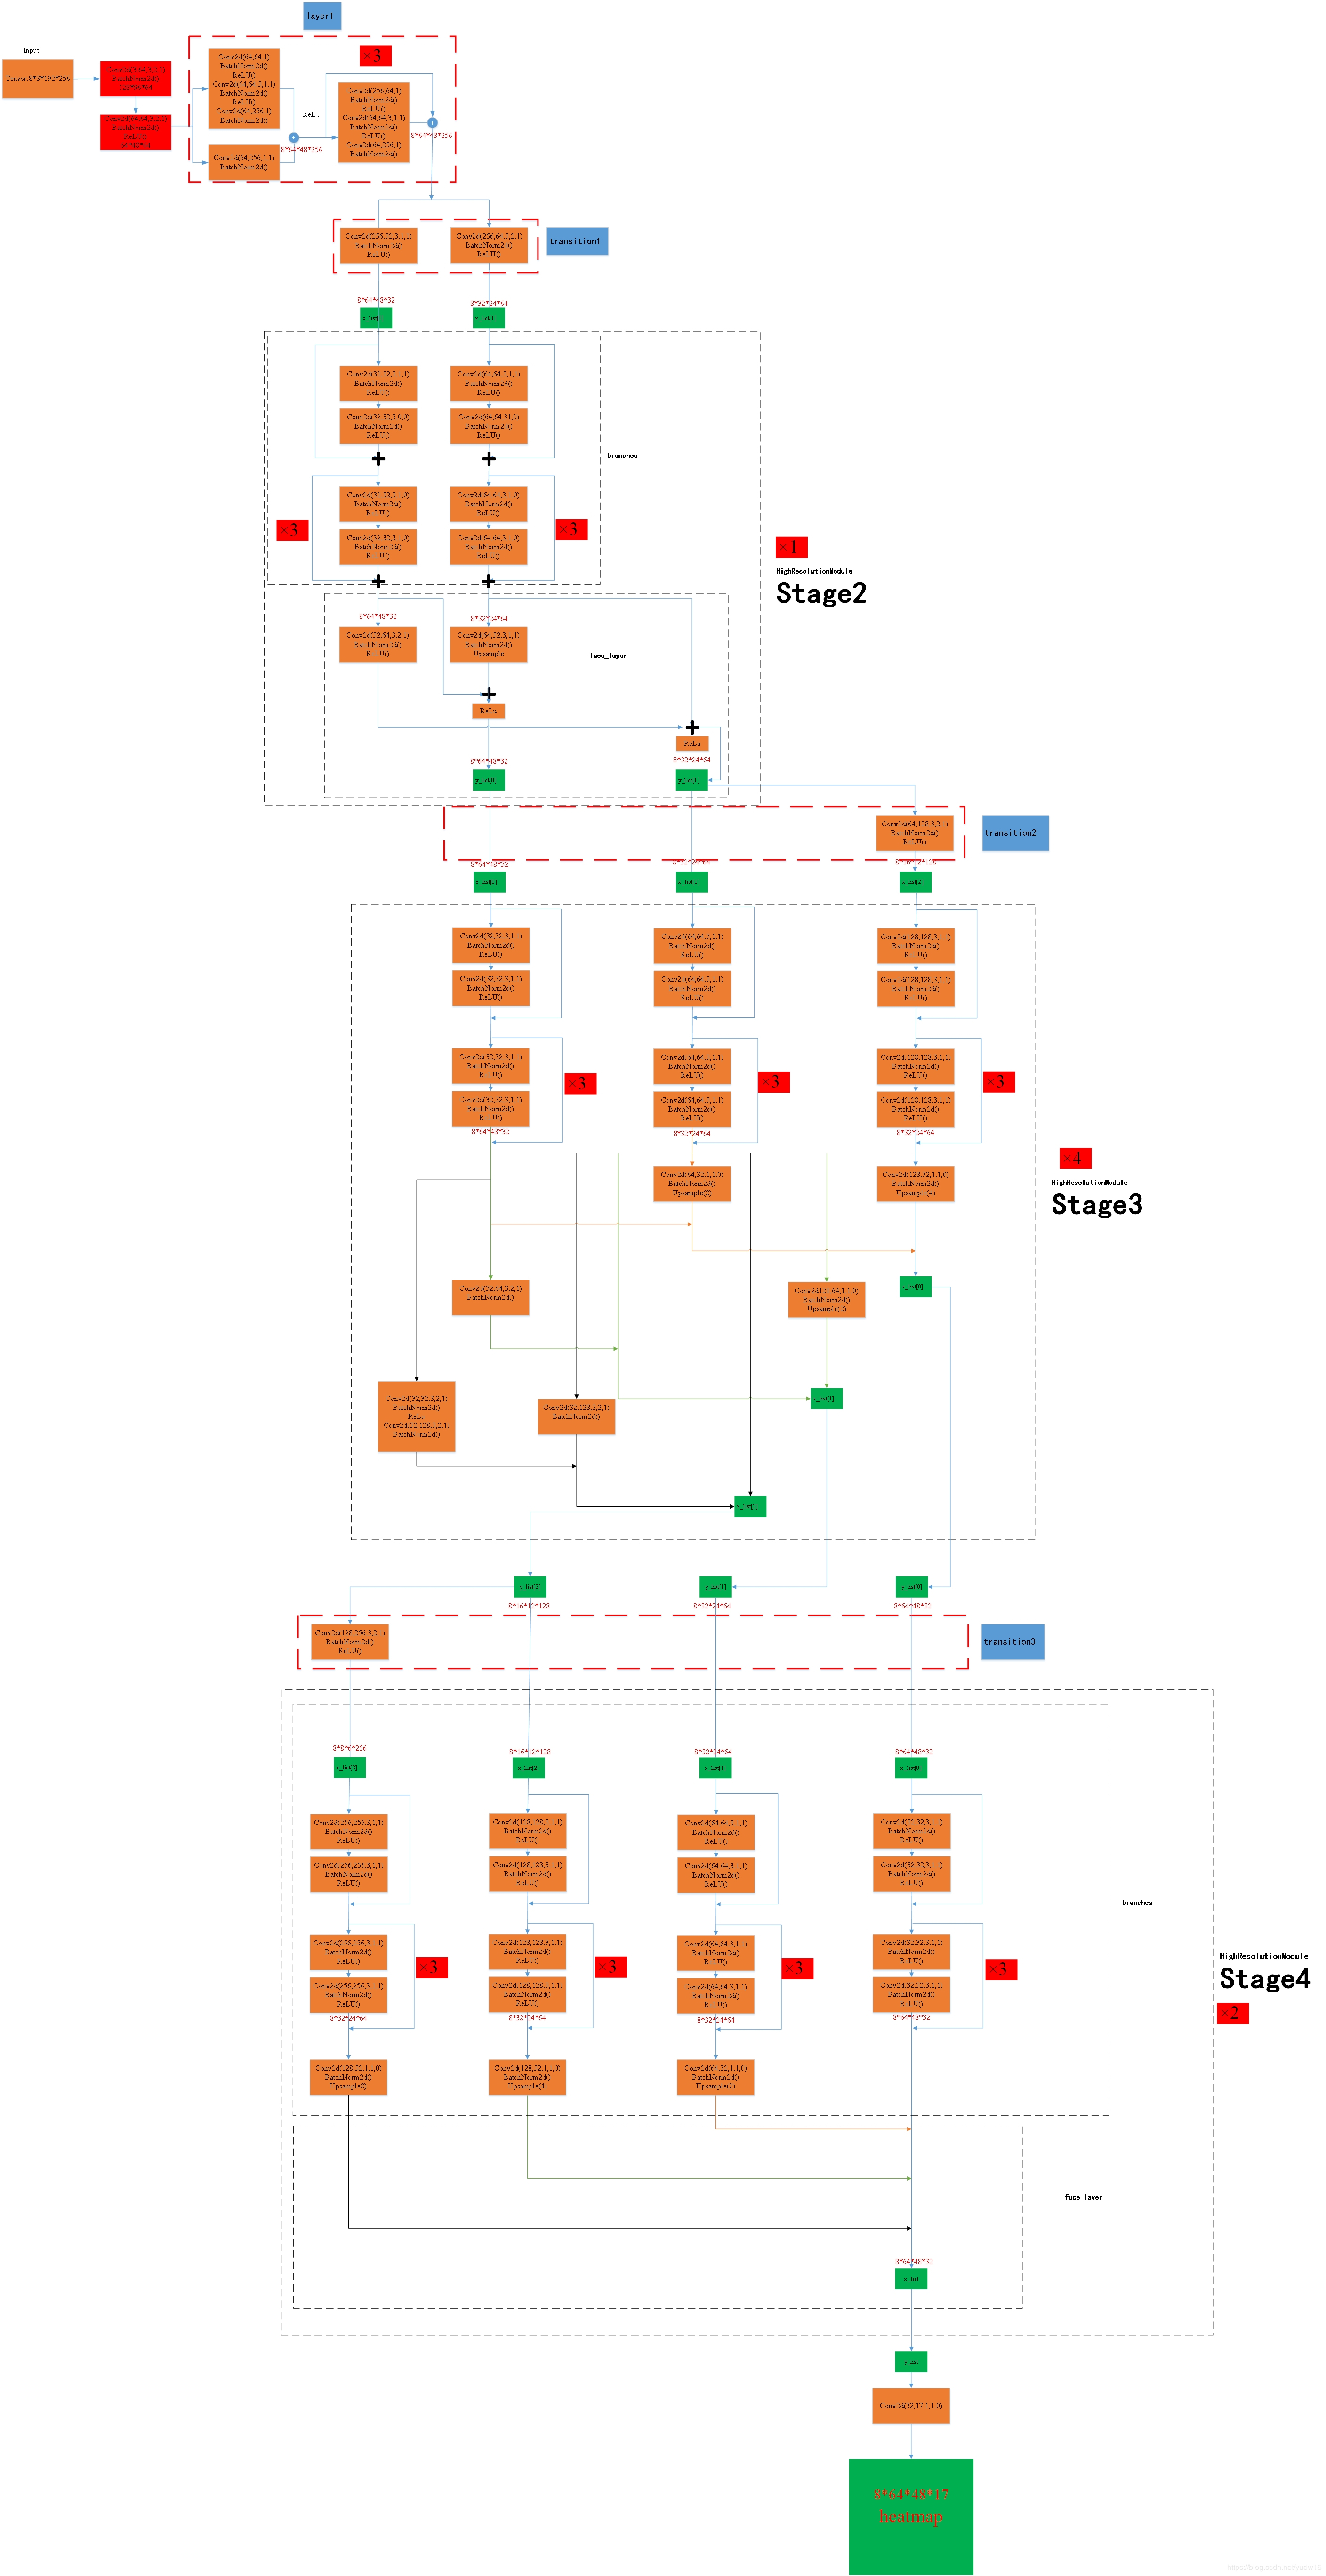 layer1
Input
Tensor:8*3*192*256
BatchNorm2d()
128*96*64
Conv2d(64,64,3,2,1)
BatchNorm2d()
ReLU()
64*48*64
×3
Conv2d(64,64,1)
BatchNorm2d()
ReLU()
Conv2d(64,64,3,1,1)
BatchNorm2d()
ReLU()
Conv2d(64,256,1)
BatchNorm2d()
Conv2d(64,256,1,1)
BatchNorm2d()
ReLU
8*64*48*256
Conv2d(256,64,1)
BatchNorm2d()
ReLU()
Conv2d(64,64,3,1,1)
BatchNorm2d()
ReLU()
Conv2d(64,256,1)
BatchNorm2d()
8*64*48*256
Conv2d(256,32,3,1,1)
BatchNorm2d()
ReLU()
Conv2d(256,64,3,2,1)
BatchNorm2d()
ReLU()
transition1
8*64*48*32
x_list[0]
8*32*24*64
x_list[1]
Conv2d(32,32,3,1,1)
BatchNorm2d()
ReLU()
Conv2d(64,64,3,1,1)
BatchNorm2d()
ReLU()
Conv2d(32,32,3,0,0)
BatchNorm2d()
ReLU()
Conv2d(64,64,31,0)
BatchNorm2d()
ReLU()
+
+
branches
Conv2d(32,32,3,1,0)
BatchNorm2d()
ReLU()
Conv2d(64,64,3,1,0)
BatchNorm2d()
ReLU()
×3
×3
Conv2d(32,32,3,1,0)
BatchNorm2d()
ReLU()
Conv2d(64,64,3,1,0)
BatchNorm2d()
ReLU()
+
+
×1
HighResolutionModule
Stage2
8*64*48*32
Conv2d(32,64,3,2,1)
BatchNorm2d()
ReLU()
8*32*24*64
Conv2d(64,32,3,1,1)
BatchNorm2d()
Upsample
fuse_layer
+
ReLu
+
ReLu
8*64*48*32
y_list[0]
8*32*24*64
y_list[1]
Conv2d(64,128,3,2,1)
BatchNorm2d()
ReLU()
transition2
8*64*48*32
x_list[0]
8*32*24*64
x_list[1]
8*16*12*128
x_list[2]
Conv2d(32,32,3,1,1)
BatchNorm2d()
ReLU()
Conv2d(64,64,3,1,1)
BatchNorm2d()
ReLU()
Conv2d(128,128,3,1,1)
BatchNorm2d()
ReLU()
Conv2d(32,32,3,1,1)
BatchNorm2d()
ReLU()
Conv2d(64,64,3,1,1)
BatchNorm2d()
ReLU()
Conv2d(128,128,3,1,1)
BatchNorm2d()
ReLU()
Conv2d(32,32,3,1,1)
BatchNorm2d()
ReLU()
Conv2d(64,64,3,1,1)
BatchNorm2d()
ReLU()
Conv2d(128,128,3,1,1)
BatchNorm2d()
ReLU()
×3
×3
×3
Conv2d(32,32,3,1,1)
BatchNorm2d()
ReLU()
Conv2d(64,64,3,1,1)
BatchNorm2d()
ReLU()
Conv2d(128,128,3,1,1)
BatchNorm2d()
ReLU()
8*64*48*32
8*32*24*64
8*32*24*64
Conv2d(64,32,1,1,0)
BatchNorm2d()
Upsample(2)
Conv2d(128,32,1,1,0)
BatchNorm2d()
Upsample(4)
×4
HighResolutionModule
Stage3
Conv2d(32,64,3,2,1)
BatchNorm2d()
Conv2d128,64,1,1,0)
BatchNorm2d()
Upsample(2)
x_list[0]
Conv2d(32,32,3,2,1)
BatchNorm2d()
ReLu
Conv2d(32,128,3,2,1)
BatchNorm2d()
Conv2d(32,128,3,2,1)
BatchNorm2d()
x_list[1]
x_list[2]
y_list[2]
8*16*12*128
y_list[1]
8*32*24*64
y_list[0]
8*64*48*32
Conv2d(128,256,3,2,1)
BatchNorm2d()
ReLU()
transition3
8*8*6*256
x_list[3]
8*16*12*128
x_list[2]
8*32*24*64
x_list[1]
8*64*48*32
x_list[0]
Conv2d(256,256,3,1,1)
BatchNorm2d()
ReLU()
Conv2d(128,128,3,1,1)
BatchNorm2d()
ReLU()
Conv2d(64,64,3,1,1)
BatchNorm2d()
ReLU()
Conv2d(32,32,3,1,1)
BatchNorm2d()
ReLU()
Conv2d(256,256,3,1,1)
BatchNorm2d()
ReLU()
Conv2d(128,128,3,1,1)
BatchNorm2d()
ReLU()
Conv2d(64,64,3,1,1)
BatchNorm2d()
ReLU()
Conv2d(32,32,3,1,1)
BatchNorm2d()
ReLU()
branches
Conv2d(256,256,3,1,1)
BatchNorm2d()
ReLU()
Conv2d(128,128,3,1,1)
BatchNorm2d()
ReLU()
Conv2d(64,64,3,1,1)
BatchNorm2d()
ReLU()
Conv2d(32,32,3,1,1)
BatchNorm2d()
ReLU()
×3
×3
×3
×3
Conv2d(256,256,3,1,1)
BatchNorm2d()
ReLU()
Conv2d(128,128,3,1,1)
BatchNorm2d()
ReLU()
Conv2d(64,64,3,1,1)
BatchNorm2d()
ReLU()
Conv2d(32,32,3,1,1)
BatchNorm2d()
ReLU()
HighResolutionModule
Stage4
×2
8*32*24*64
8*32*24*64
8*32*24*64
8*64*48*32
Conv2d(128,32,1,1,0)
BatchNorm2d()
Upsample8)
Conv2d(128,32,1,1,0)
BatchNorm2d()
Upsample(4)
Conv2d(64,32,1,1,0)
BatchNorm2d()
Upsample(2)
fuse_layer
8*64*48*32
x_list
y_list
Conv2d(32,17,1,1,0)
8*64*48*17
heatmap